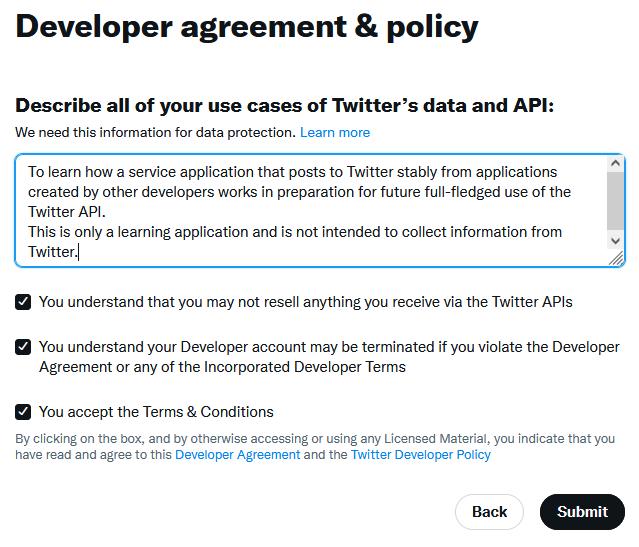 Developer agreement & policy
Describe all of your use cases of Twitter’s data and API:
We need this information for data protection. Learn more
To learn how a service application that posts to Twitter stably from applications
created by other developers works in preparation for future full-fledged use of the
Twitter API.
This is only a learning application and is not intended to collect information from
Twitter.
You understand that you may not resell anything you receive via the Twitter APIs
You understand your Developer account may be terminated if you violate the Developer
Agreement or any of the Incorporated Developer Terms
You accept the Terms & Conditions
By clicking on the box, and by otherwise accessing or using any Licensed Material, you indicate that you
have read and agree to this Developer Agreement and the Twitter Developer Policy
Back
Submit